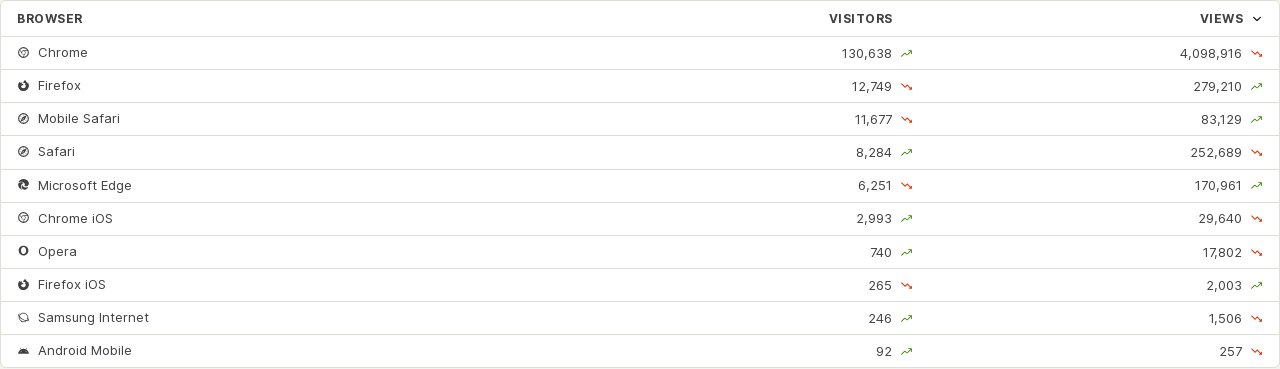 BROWSER VISITORS VIEWS
Chrome 130,638 4,098,916
Firefox 12,749 279,210
Mobile Safari 11,677 83,129
Safari 8,284 252,689
Microsoft Edge 6,251 170,961
Chrome iOS 2,993 29,640
Opera 740 17,802
Firefox iOS 265 2,003
Samsung Internet 246 1,506
Android Mobile 92 257